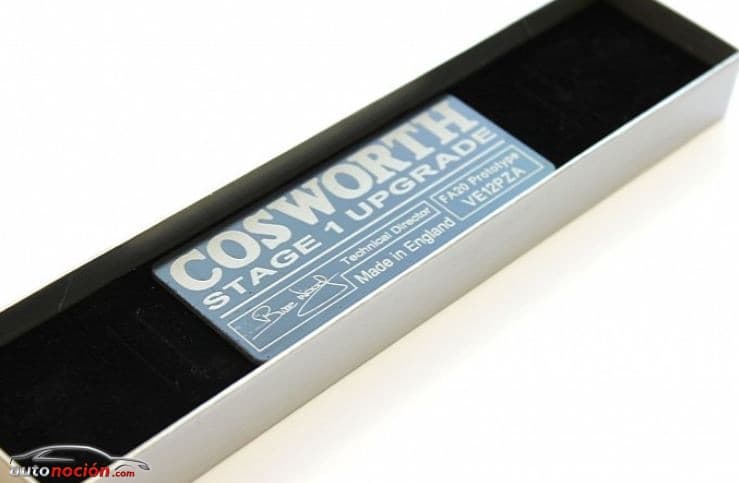 COSWORTH
STAGE 1 UPGRADE
Technical Director
FA20 Prototype
Made in England
VE12PZA
autonoción.com